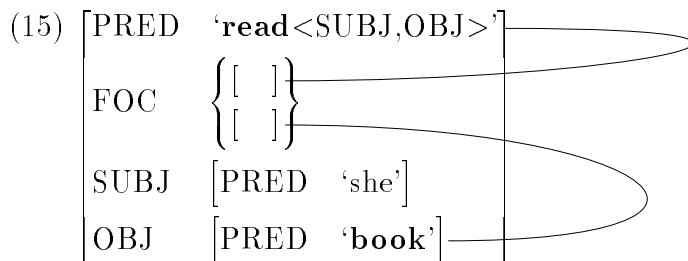 (15) [PRED ‘read<SUBJ,OBJ>’
FOC { [ ]
[ ] }
SUBJ [PRED ‘she’]
OBJ [PRED ‘book’] ]